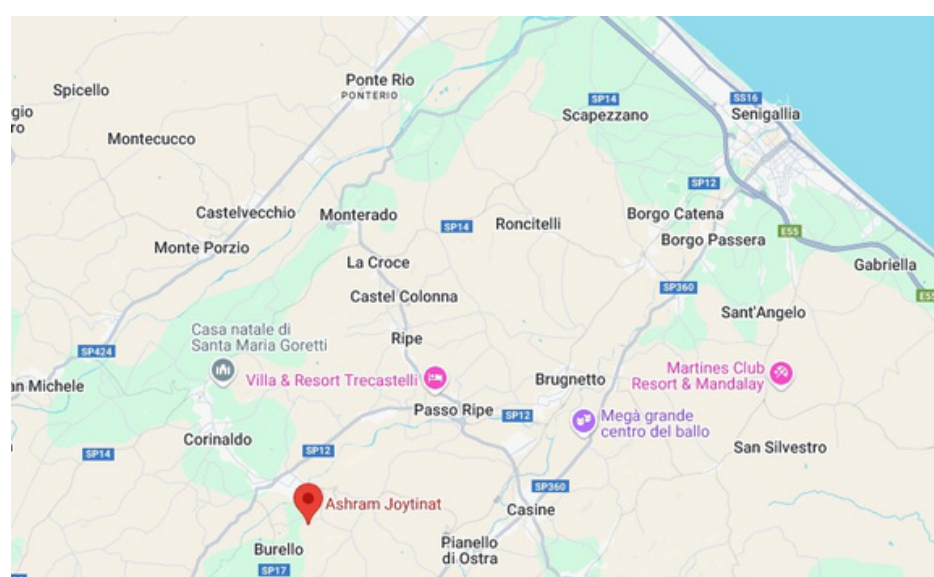 Ponte Rio
PONTERIO
Spicello
gio
ro
SP14
SS16
Scapezzano
Senigallia
Montecucco
SP12
Castelvecchio
Monterado
SP14
Roncitelli
Borgo Catena
E55
Borgo Passera
Monte Porzio
La Croce
Gabriella
SP360
E55
Castel Colonna
Sant'Angelo
Casa natale di
Santa Maria Goretti
Ripe
SP424
an Michele
Villa & Resort Trecastelli
Brugnetto
Martines Club
Resort & Mandalay
Passo Ripe
SP12
Megà grande
centro del ballo
Corinaldo
SP12
San Silvestro
SP14
SP360
Ashram Joytinat
Casine
Burello
Pianello
di Ostra
SP17